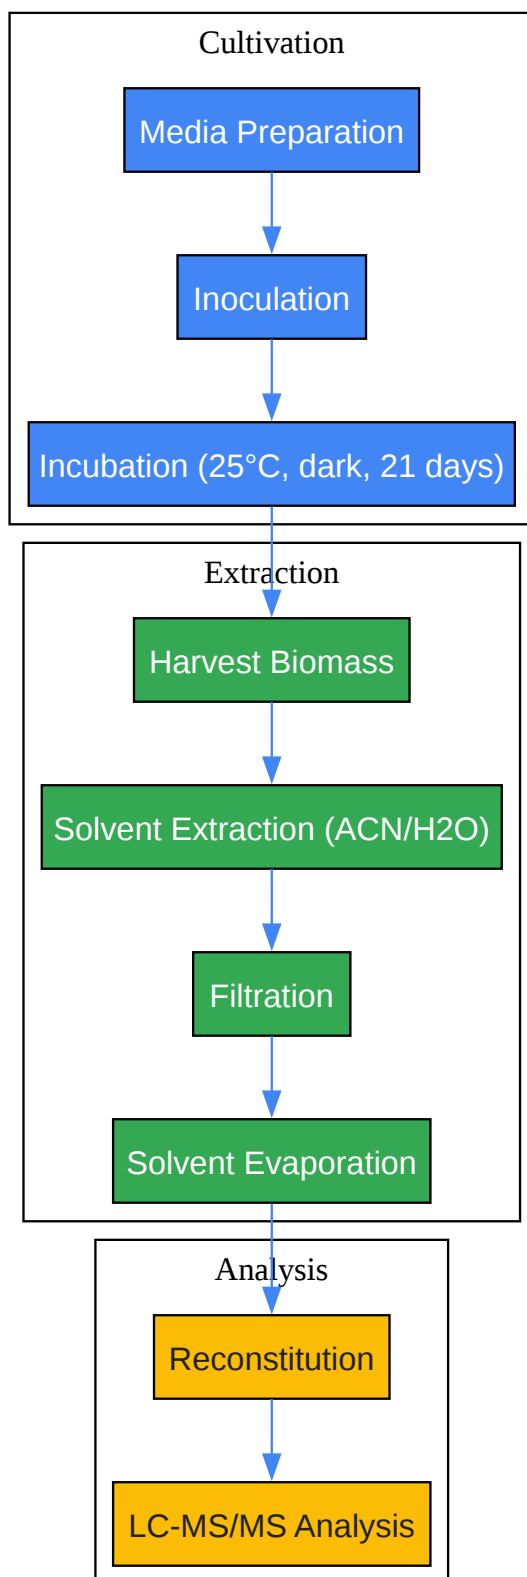 Cultivation
Media Preparation
Inoculation
Incubation (25°C, dark, 21 days)
Extraction
Harvest Biomass
Solvent Extraction (ACN/H2O)
Filtration
Solvent Evaporation
Analysis
Reconstitution
LC-MS/MS Analysis